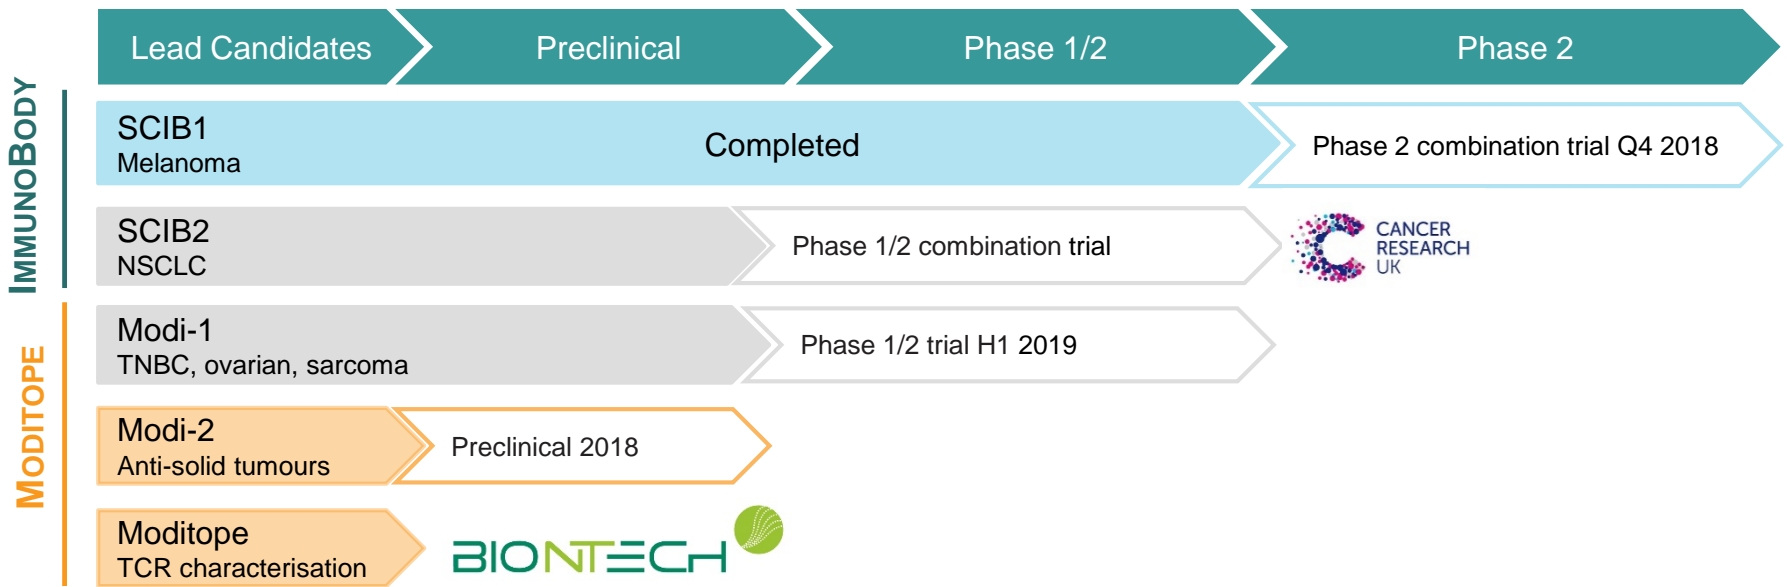 Lead Candidates
Preclinical
Phase 1/2
Phase 2
IMMUNOBODY
SCIB1
Melanoma
Completed
Phase 2 combination trial Q4 2018
SCIB2
NSCLC
Phase 1/2 combination trial
CANCER
RESEARCH
UK
MODITOPE
Modi-1
TNBC, ovarian, sarcoma
Phase 1/2 trial H1 2019
Modi-2
Anti-solid tumours
Preclinical 2018
Moditope
TCR characterisation
BIONTECH